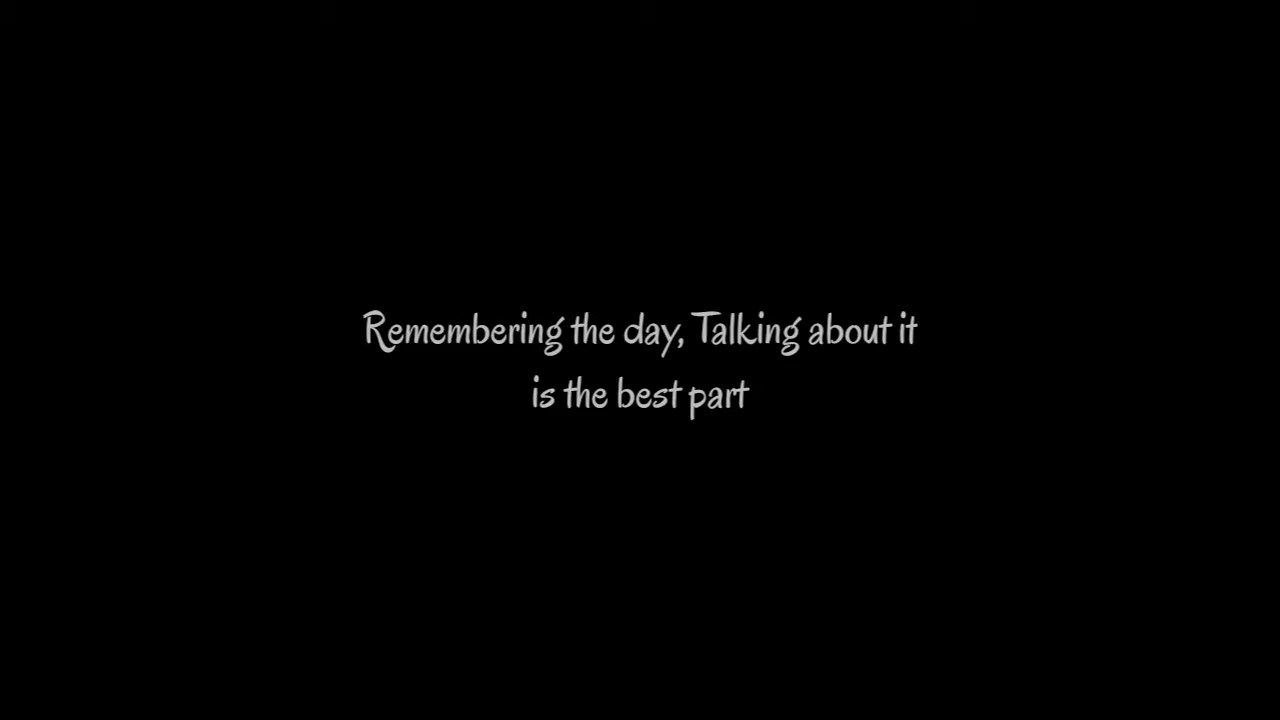 Remembering the day, Talking about it
is the best part